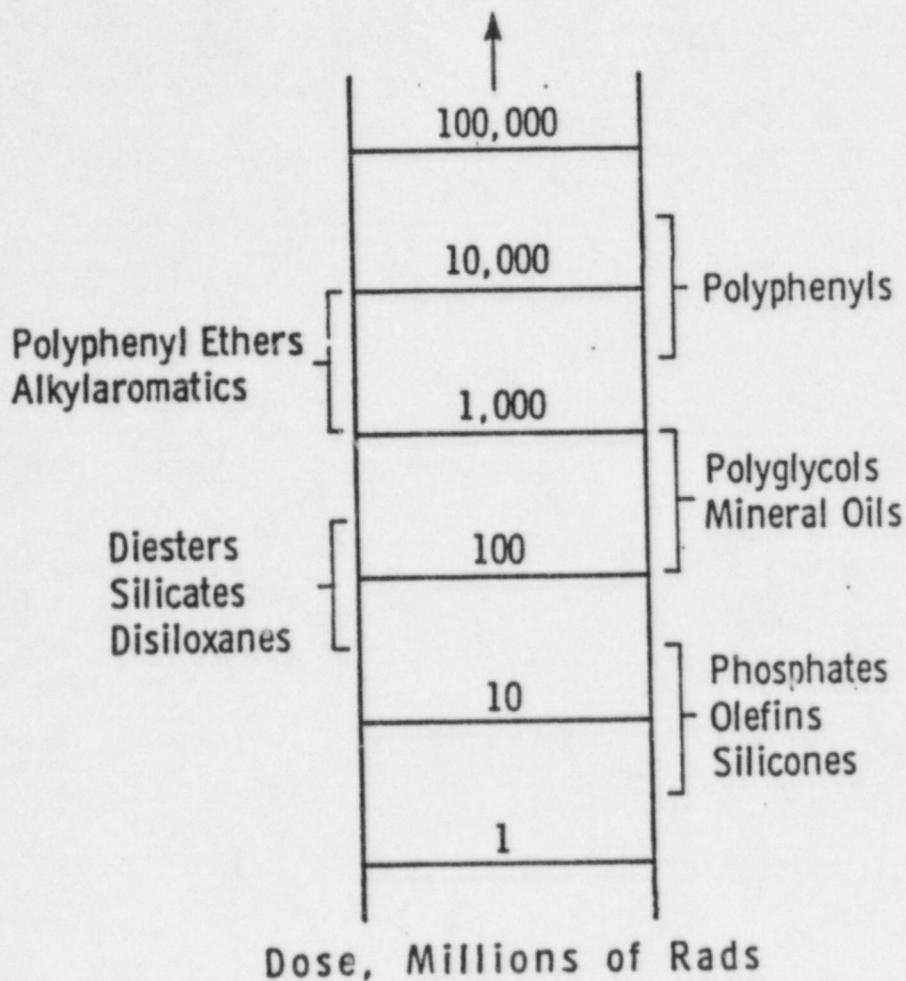 100,000
10,000
Polyphenyls
Polyphenyl Ethers
Alkylaromatics
1,000
Polyglycols
Mineral Oils
Diesters
Silicates
Disiloxanes
100
Phosphates
Olefins
Silicones
10
1
Dose, Millions of Rads